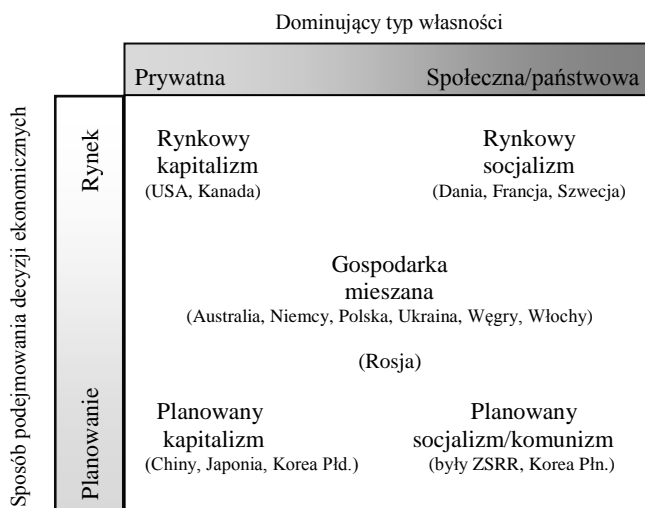 Dominujący typ własności
Prywatna
Społeczna/państwowa
Sposób podejmowania decyzji ekonomicznych
Rynek
Rynkowy
kapitalizm
(USA, Kanada)
Rynkowy
socjalizm
(Dania, Francja, Szwecja)
Gospodarka
mieszana
(Australia, Niemcy, Polska, Ukraina, Węgry, Włochy)
(Rosja)
Planowanie
Planowany
kapitalizm
(Chiny, Japonia, Korea Płd.)
Planowany
socjalizm/komunizm
(były ZSRR, Korea Płn.)